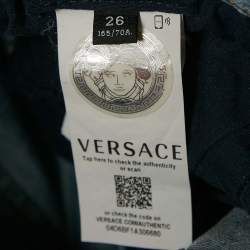 26
165/70A
VERSACE
Tap here to check the authenticity
or scan
or check the code on
VERSACE.COM/AUTHENTIC